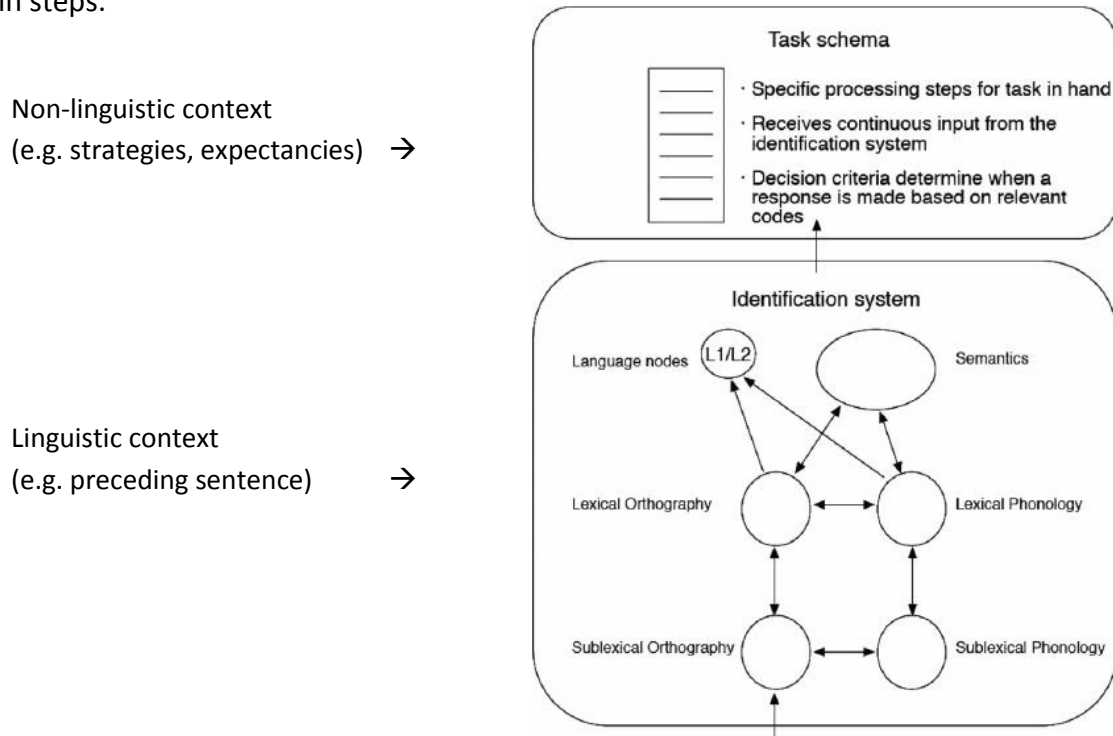 in steps.
Task schema
· Specific processing steps for task in hand
· Receives continuous input from the
identification system
· Decision criteria determine when a
response is made based on relevant
codes
Non-linguistic context
(e.g. strategies, expectancies) →
Identification system
Language nodes
L1/L2
Semantics
Linguistic context
(e.g. preceding sentence) →
Lexical Orthography
Lexical Phonology
Sublexical Orthography
Sublexical Phonology